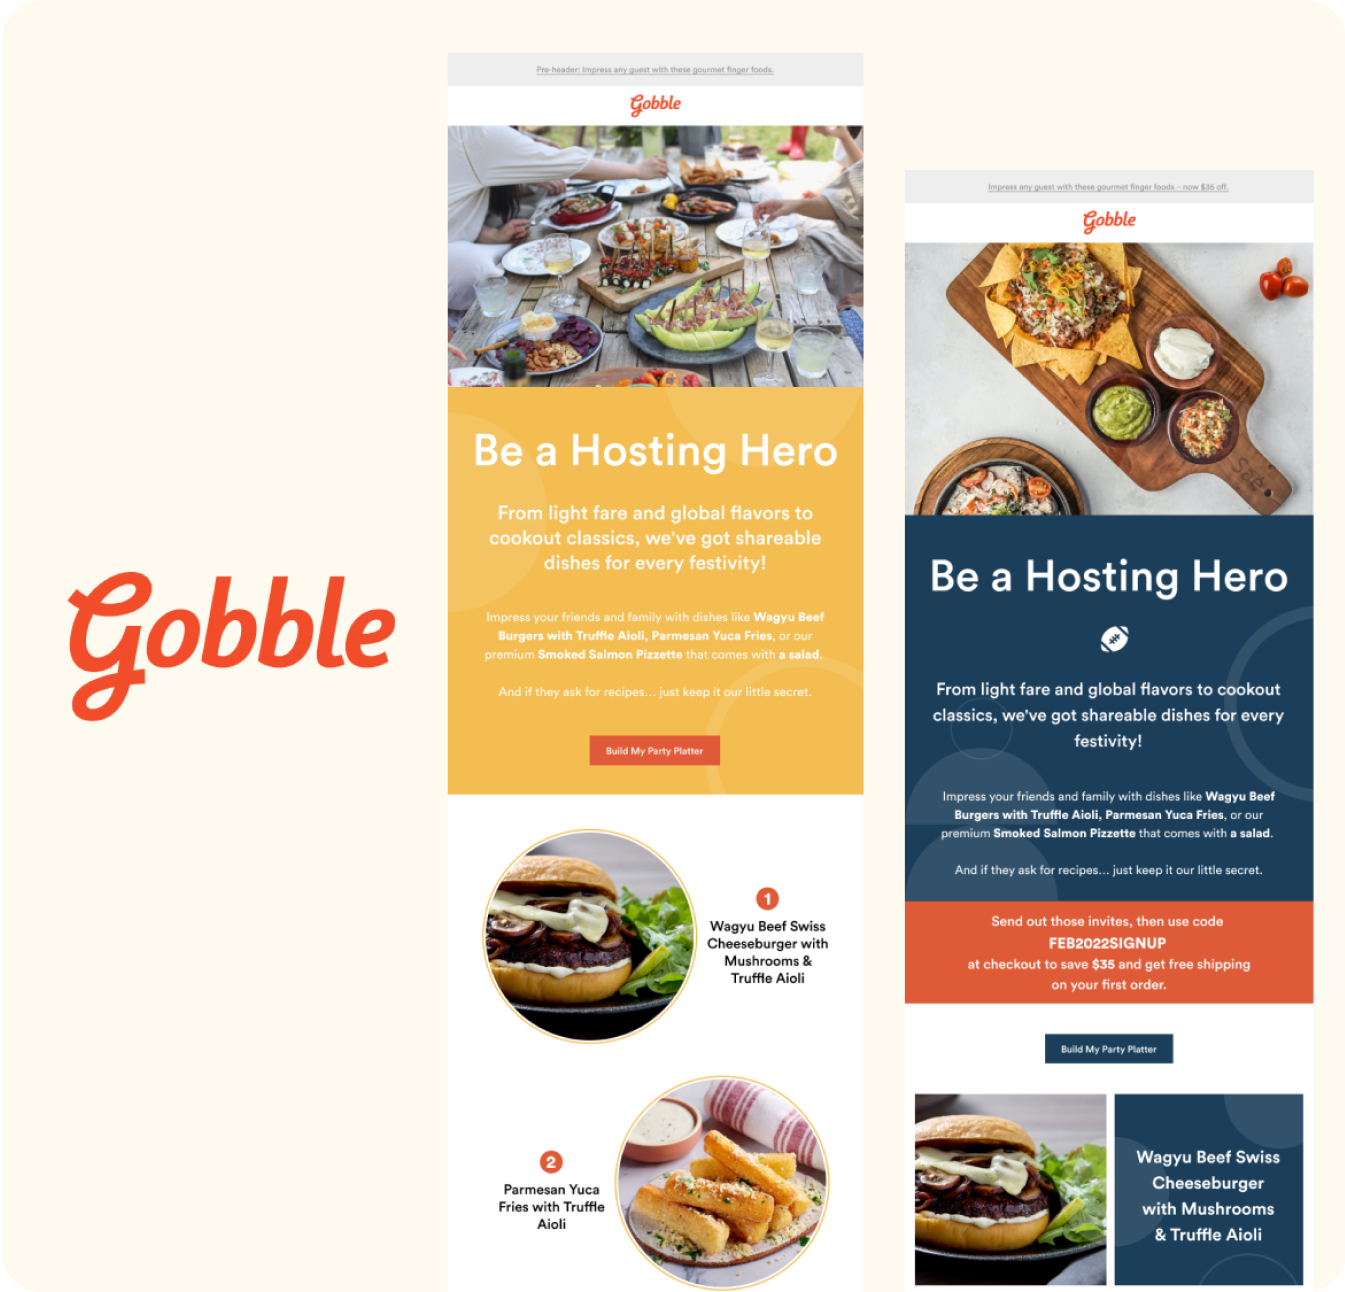 Gobble
Pre-header: Impress any guest with these gourmet finger foods.
Gobble
Be a Hosting Hero
From light fare and global flavors to
cookout classics, we've got shareable
dishes for every festivity!
Impress your friends and family with dishes like Wagyu Beef
Burgers with Truffle Aioli, Parmesan Yuca Fries, or our
premium Smoked Salmon Pizzette that comes with a salad.
And if they ask for recipes... just keep it our little secret.
Build My Party Platter
1
Wagyu Beef Swiss
Cheeseburger with
Mushrooms &
Truffle Aioli
2
Parmesan Yuca
Fries with Truffle
Aioli
Impress any guest with these gourmet finger foods – now $35 off.
Gobble
Be a Hosting Hero
From light fare and global flavors to cookout
classics, we've got shareable dishes for every
festivity!
Impress your friends and family with dishes like Wagyu Beef
Burgers with Truffle Aioli, Parmesan Yuca Fries, or our
premium Smoked Salmon Pizzette that comes with a salad.
And if they ask for recipes... just keep it our little secret.
Send out those invites, then use code
FEB2022SIGNUP
at checkout to save $35 and get free shipping
on your first order.
Build My Party Platter
Wagyu Beef Swiss
Cheeseburger
with Mushrooms
& Truffle Aioli